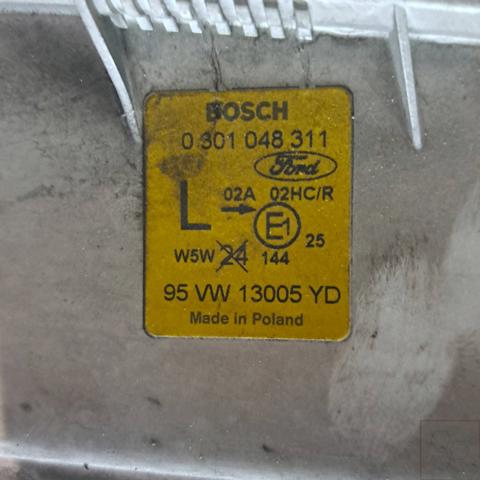 BOSCH
0 301 048 311
Ford
02A 02HC/R
L → E1
25
W5W 24 144
95 VW 13005 YD
Made in Poland